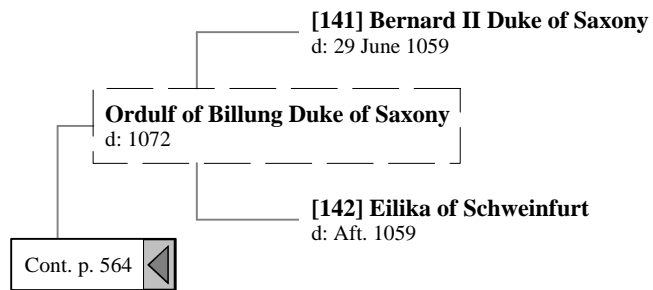 [141] Bernard II Duke of Saxony
d: 29 June 1059
Ordulf of Billung Duke of Saxony
d: 1072
[142] Eilika of Schweinfurt
d: Aft. 1059
Cont. p. 564